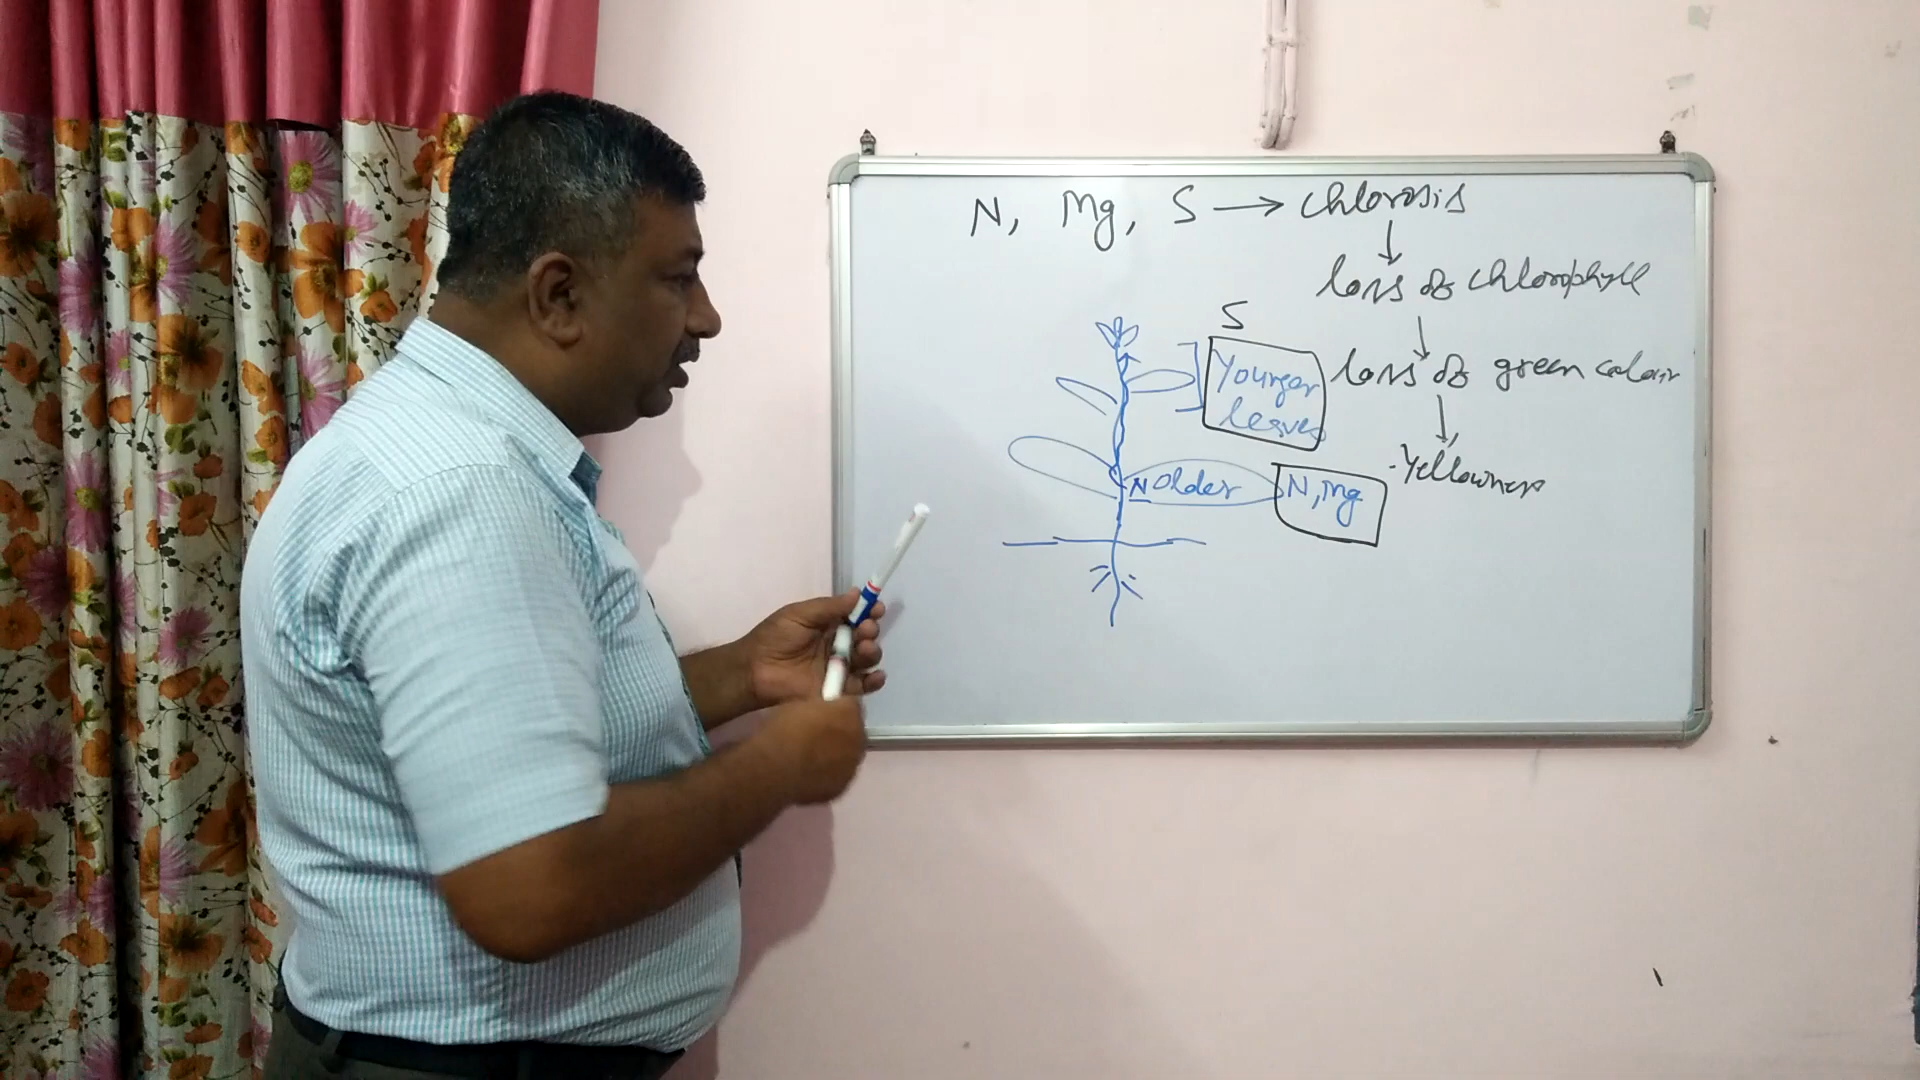 N, Mg, S → chlorosis
↓
loss of chlorophyll
↓
loss of green colour
↓
Yellowness
S
Younger
leaves
N Older
N, Mg